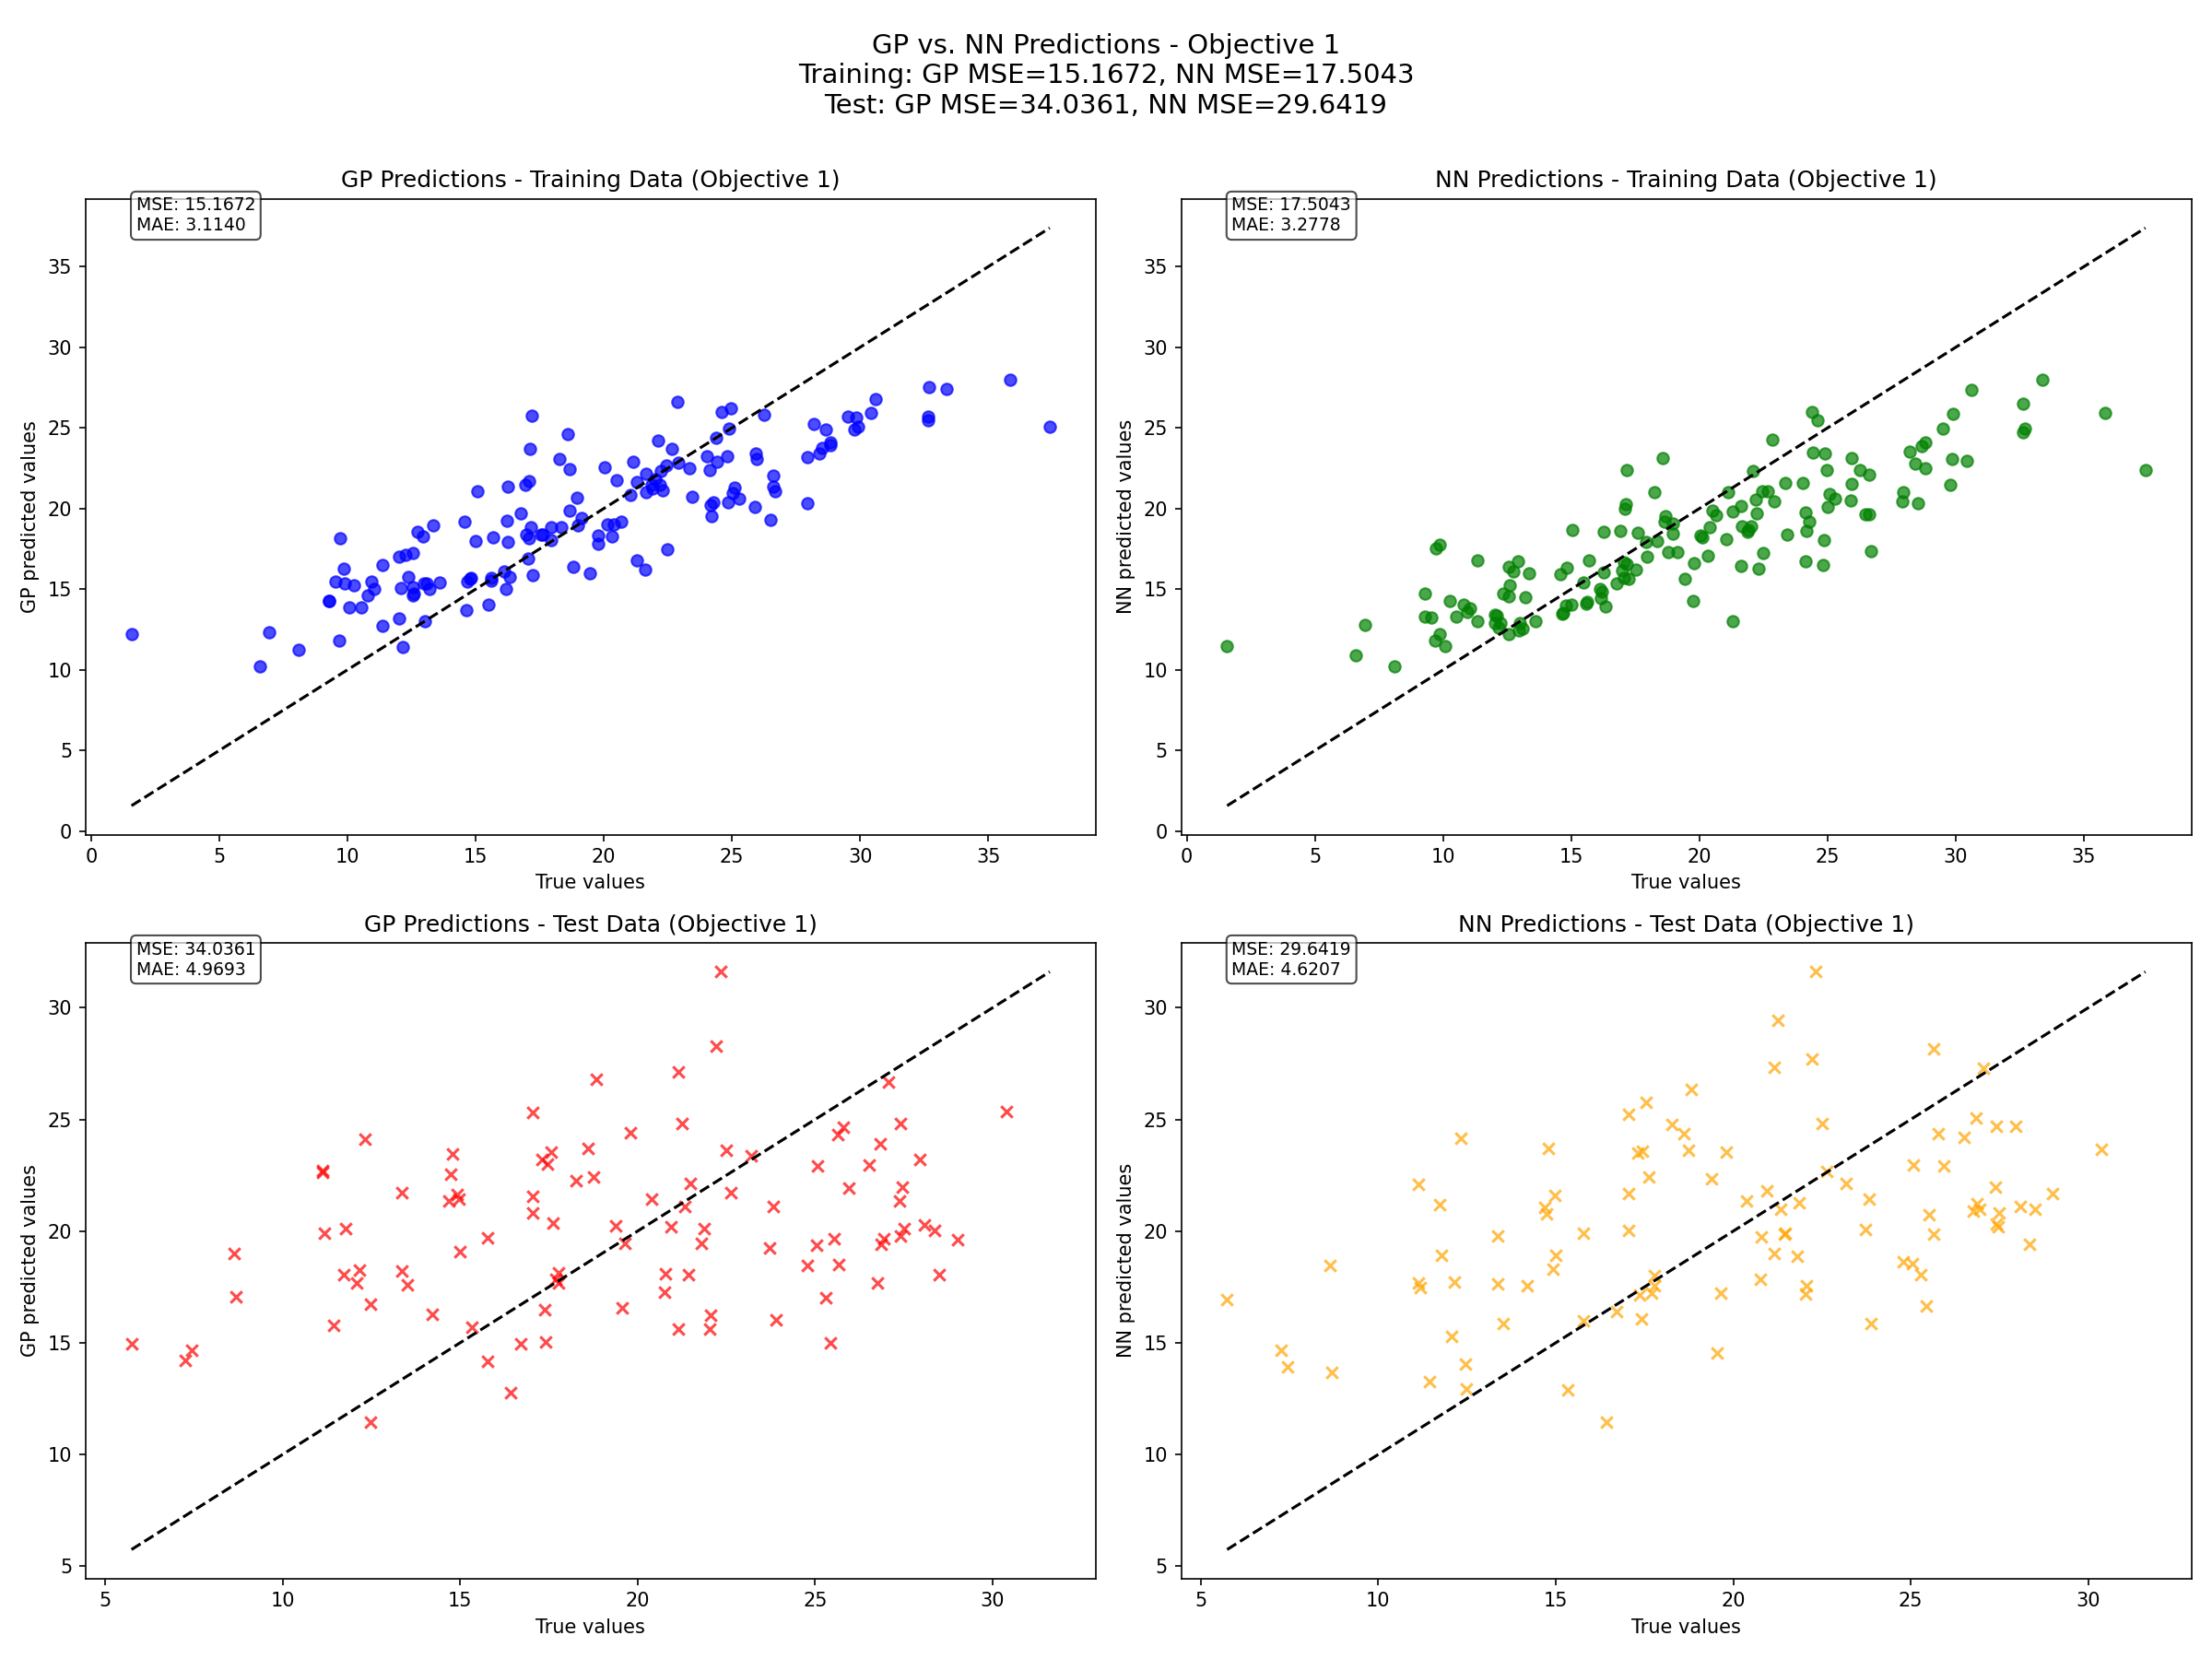 GP vs. NN Predictions - Objective 1
Training: GP MSE=15.1672, NN MSE=17.5043
Test: GP MSE=34.0361, NN MSE=29.6419
GP Predictions - Training Data (Objective 1)
MSE: 15.1672
MAE: 3.1140
GP predicted values
35
30
25
20
15
10
5
0
0 5 10 15 20 25 30 35
True values
NN Predictions - Training Data (Objective 1)
MSE: 17.5043
MAE: 3.2778
NN predicted values
35
30
25
20
15
10
5
0
0 5 10 15 20 25 30 35
True values
GP Predictions - Test Data (Objective 1)
MSE: 34.0361
MAE: 4.9693
GP predicted values
30
25
20
15
10
5
5 10 15 20 25 30
True values
NN Predictions - Test Data (Objective 1)
MSE: 29.6419
MAE: 4.6207
NN predicted values
30
25
20
15
10
5
5 10 15 20 25 30
True values